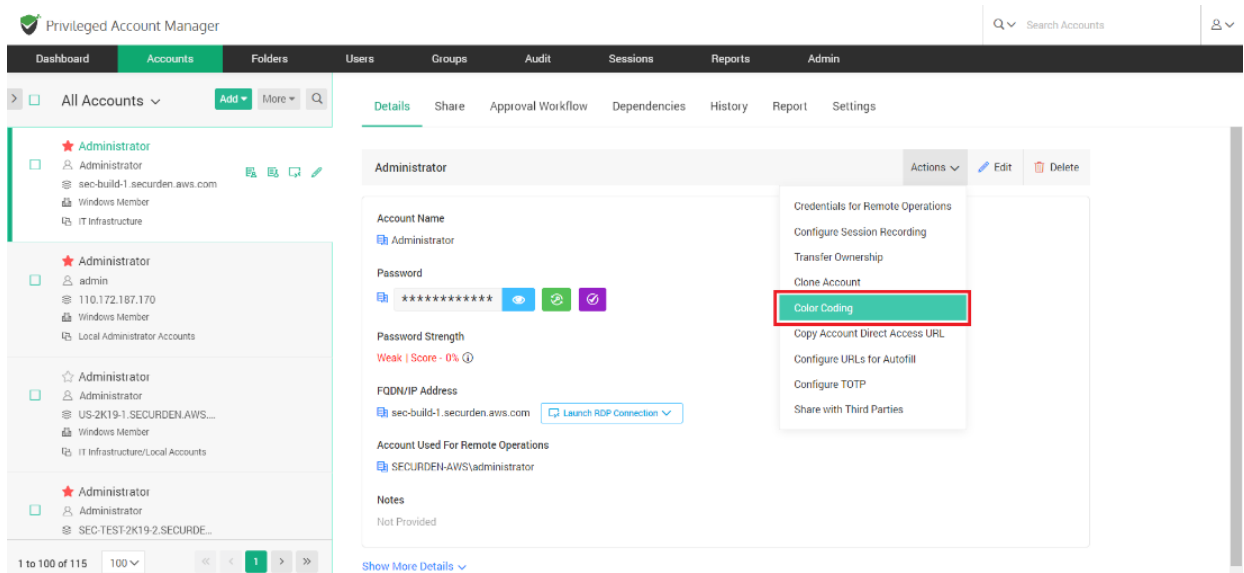 Privileged Account Manager
Search Accounts
Dashboard
Accounts
Folders
Users
Groups
Audit
Sessions
Reports
Admin
All Accounts
Add
More
Administrator
Administrator
sec-build-1.securden.aws.com
Windows Member
IT Infrastructure
Administrator
admin
110.172.187.170
Windows Member
Local Administrator Accounts
Administrator
Administrator
US-2K19-1.SECURDEN.AWS....
Windows Member
IT Infrastructure/Local Accounts
Administrator
Administrator
SEC-TEST-2K19-2.SECURDE...
1 to 100 of 115
100
1
Details
Share
Approval Workflow
Dependencies
History
Report
Settings
Administrator
Actions
Edit
Delete
Account Name
Administrator
Password
************
Password Strength
Weak | Score - 0%
FQDN/IP Address
sec-build-1.securden.aws.com
Launch RDP Connection
Account Used For Remote Operations
SECURDEN-AWS\administrator
Notes
Not Provided
Show More Details
Credentials for Remote Operations
Configure Session Recording
Transfer Ownership
Clone Account
Color Coding
Copy Account Direct Access URL
Configure URLs for Autofill
Configure TOTP
Share with Third Parties